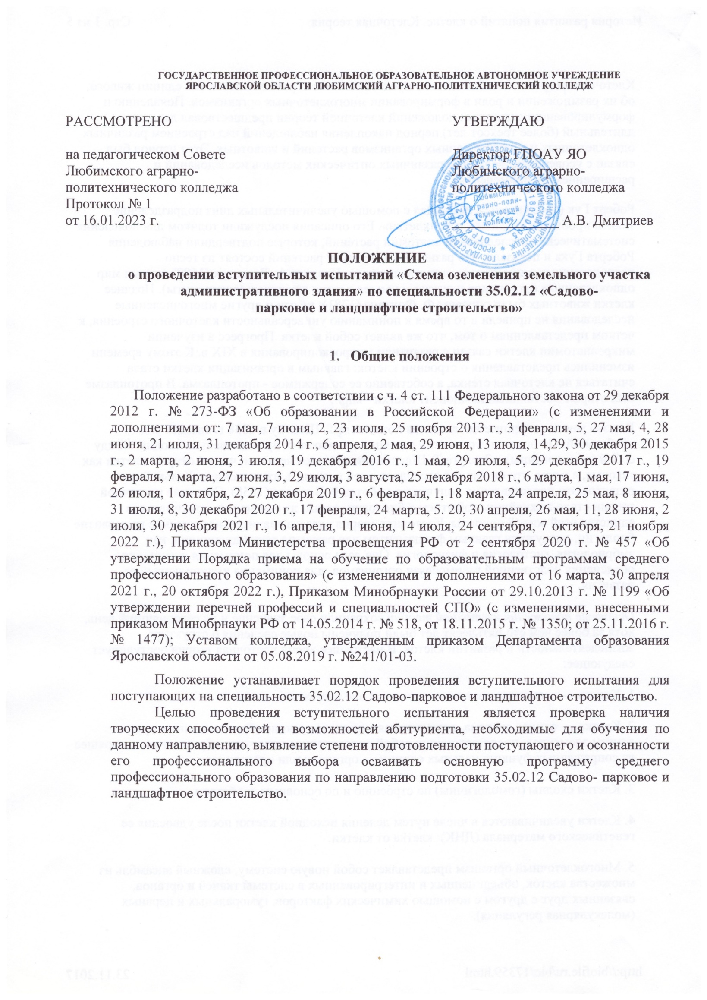 ГОСУДАРСТВЕННОЕ ПРОФЕССИОНАЛЬНОЕ ОБРАЗОВАТЕЛЬНОЕ АВТОНОМНОЕ УЧРЕЖДЕНИЕ
ЯРОСЛАВСКОЙ ОБЛАСТИ ЛЮБИМСКИЙ АГРАРНО-ПОЛИТЕХНИЧЕСКИЙ КОЛЛЕДЖ
РАССМОТРЕНО
на педагогическом Совете
Любимского аграрно-
политехнического колледжа
Протокол № 1
от 16.01.2023 г.
УТВЕРЖДАЮ
Директор ГПОАУ ЯО
Любимского аграрно-
политехнического колледжа
А.В. Дмитриев
Любимский
аграрно-поли-
технический
колледж
ПОЛОЖЕНИЕ
о проведении вступительных испытаний «Схема озеленения земельного участка
административного здания» по специальности 35.02.12 «Садово-
парковое и ландшафтное строительство»
1. Общие положения
Положение разработано в соответствии с ч. 4 ст. 111 Федерального закона от 29 декабря
2012 г. № 273-ФЗ «Об образовании в Российской Федерации» (с изменениями и
дополнениями от: 7 мая, 7 июня, 2, 23 июля, 25 ноября 2013 г., 3 февраля, 5, 27 мая, 4, 28
июня, 21 июля, 31 декабря 2014 г., 6 апреля, 2 мая, 29 июня, 13 июля, 14,29, 30 декабря 2015
г., 2 марта, 2 июня, 3 июля, 19 декабря 2016 г., 1 мая, 29 июля, 5, 29 декабря 2017 г., 19
февраля, 7 марта, 27 июня, 3, 29 июля, 3 августа, 25 декабря 2018 г., 6 марта, 1 мая, 17 июня,
26 июля, 1 октября, 2, 27 декабря 2019 г., 6 февраля, 1, 18 марта, 24 апреля, 25 мая, 8 июня,
31 июля, 8, 30 декабря 2020 г., 17 февраля, 24 марта, 5. 20, 30 апреля, 26 мая, 11, 28 июня, 2
июля, 30 декабря 2021 г., 16 апреля, 11 июня, 14 июля, 24 сентября, 7 октября, 21 ноября
2022 г.), Приказом Министерства просвещения РФ от 2 сентября 2020 г. № 457 «Об
утверждении Порядка приема на обучение по образовательным программам среднего
профессионального образования» (с изменениями и дополнениями от 16 марта, 30 апреля
2021 г., 20 октября 2022 г.), Приказом Минобрнауки России от 29.10.2013 г. № 1199 «Об
утверждении перечней профессий и специальностей СПО» (с изменениями, внесенными
приказом Минобрнауки РФ от 14.05.2014 г. № 518, от 18.11.2015 г. № 1350; от 25.11.2016 г.
№ 1477); Уставом колледжа, утвержденным приказом Департамента образования
Ярославской области от 05.08.2019 г. №241/01-03.
Положение устанавливает порядок проведения вступительного испытания для
поступающих на специальность 35.02.12 Садово-парковое и ландшафтное строительство.
Целью проведения вступительного испытания является проверка наличия
творческих способностей и возможностей абитуриента, необходимые для обучения по
данному направлению, выявление степени подготовленности поступающего и осознанности
его профессионального выбора осваивать основную программу среднего
профессионального образования по направлению подготовки 35.02.12 Садово- парковое и
ландшафтное строительство.